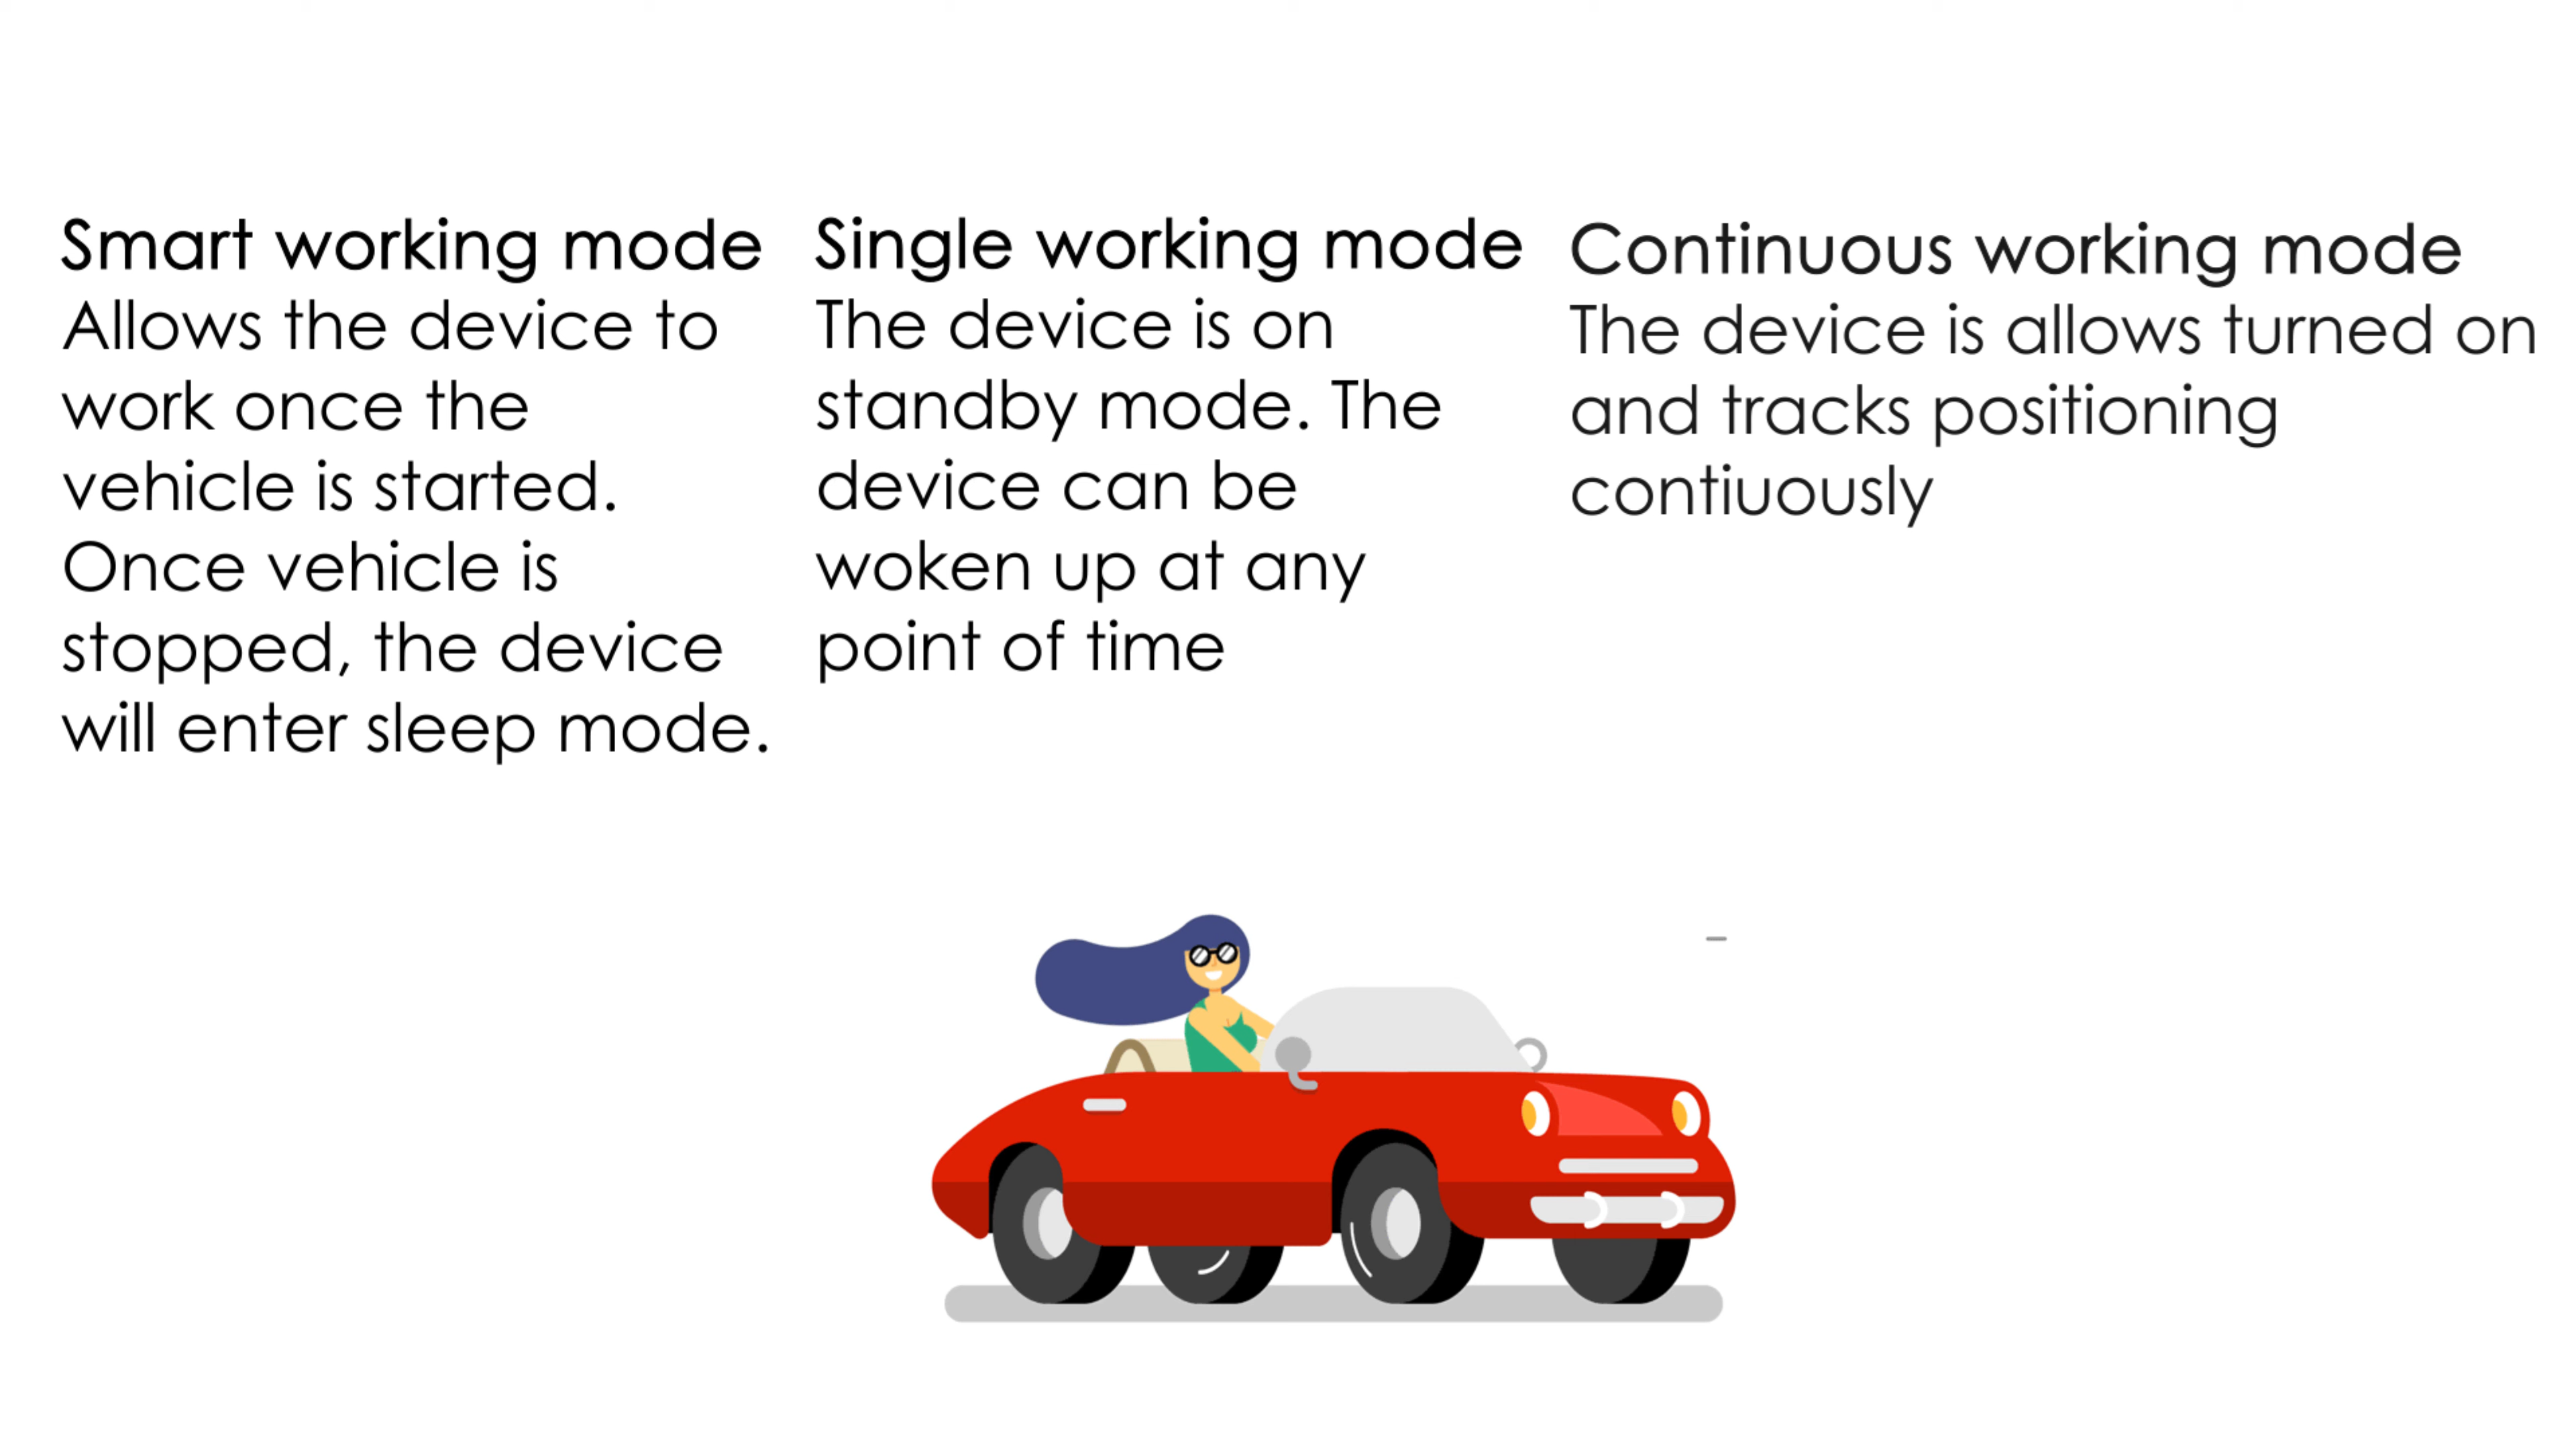 Smart working mode
Allows the device to
work once the
vehicle is started.
Once vehicle is
stopped, the device
will enter sleep mode.
Single working mode
The device is on
standby mode. The
device can be
woken up at any
point of time
Continuous working mode
The device is allows turned on
and tracks positioning
contiuously